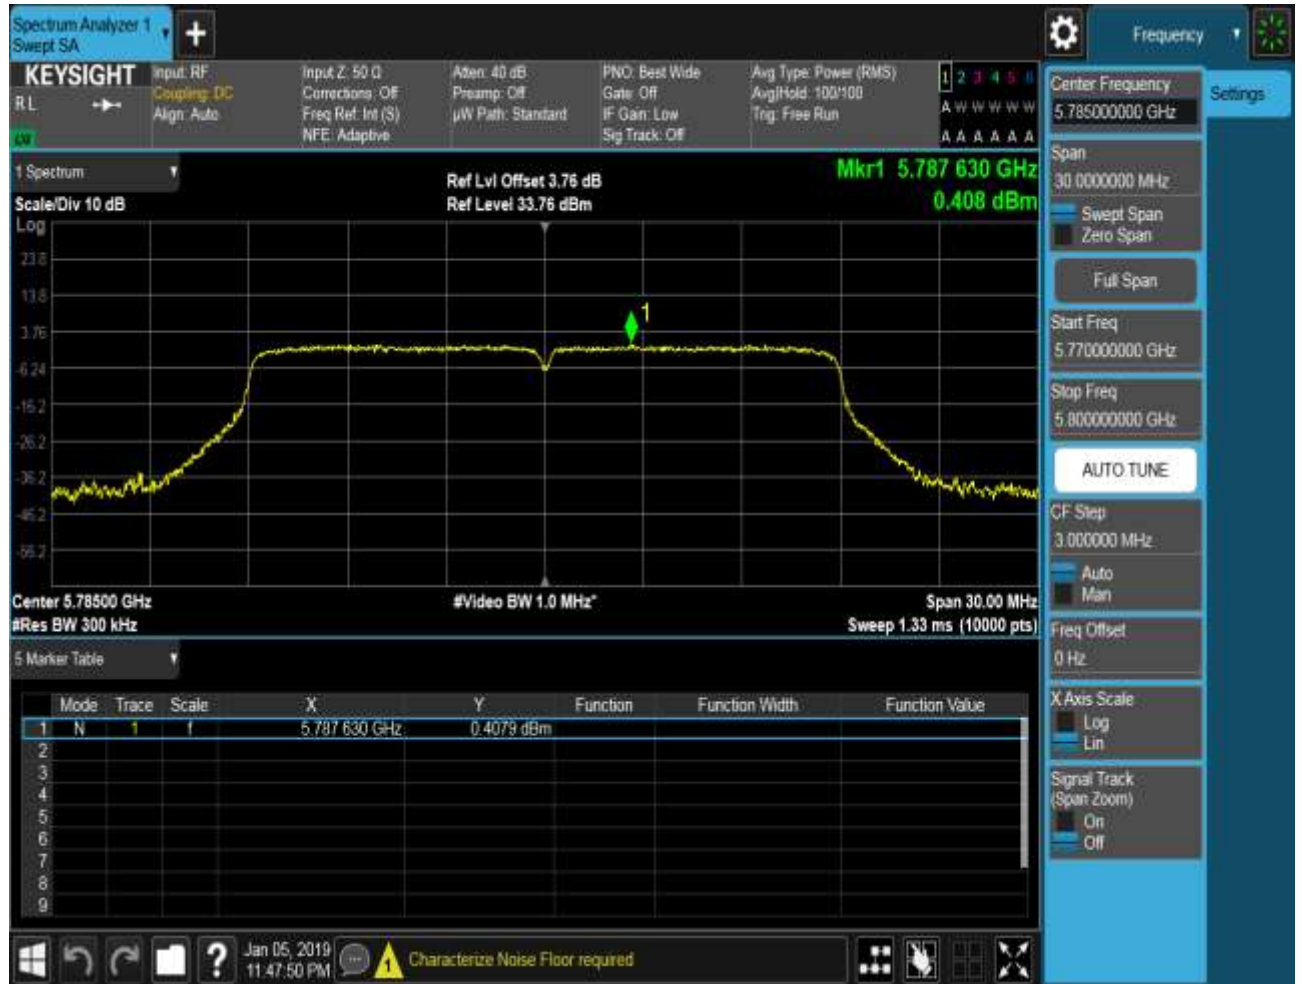 Spectrum Analyzer 1
Swept SA
+
Frequency
KEYSIGHT
RL
Input: RF
Coupling: DC
Align: Auto
Input Z: 50 Ω
Corrections: Off
Freq Ref: Int (S)
NFE: Adaptive
Atten: 40 dB
Preamp: Off
µW Path: Standard
PNO: Best Wide
Gate: Off
IF Gain: Low
Sig Track: Off
Avg Type: Power (RMS)
Avg|Hold: 100/100
Trig: Free Run
1 2 3 4 5 6
A W W W W W
A A A A A A
1 Spectrum
Scale/Div 10 dB
Ref Lvl Offset 3.76 dB
Ref Level 33.76 dBm
Mkr1 5.787 630 GHz
0.408 dBm
Log
23.8
13.8
3.76
-6.24
-16.2
-26.2
-36.2
-46.2
-56.2
1
Center 5.78500 GHz
#Res BW 300 kHz
#Video BW 1.0 MHz*
Span 30.00 MHz
Sweep 1.33 ms (10000 pts)
5 Marker Table
Mode Trace Scale X Y Function Function Width Function Value
1 N 1 f 5.787 630 GHz 0.4079 dBm
2
3
4
5
6
7
8
9
Jan 05, 2019
11:47:50 PM
1
Characterize Noise Floor required
Settings
Center Frequency
5.785000000 GHz
Span
30.0000000 MHz
Swept Span
Zero Span
Full Span
Start Freq
5.770000000 GHz
Stop Freq
5.800000000 GHz
AUTO TUNE
CF Step
3.000000 MHz
Auto
Man
Freq Offset
0 Hz
X Axis Scale
Log
Lin
Signal Track
(Span Zoom)
On
Off